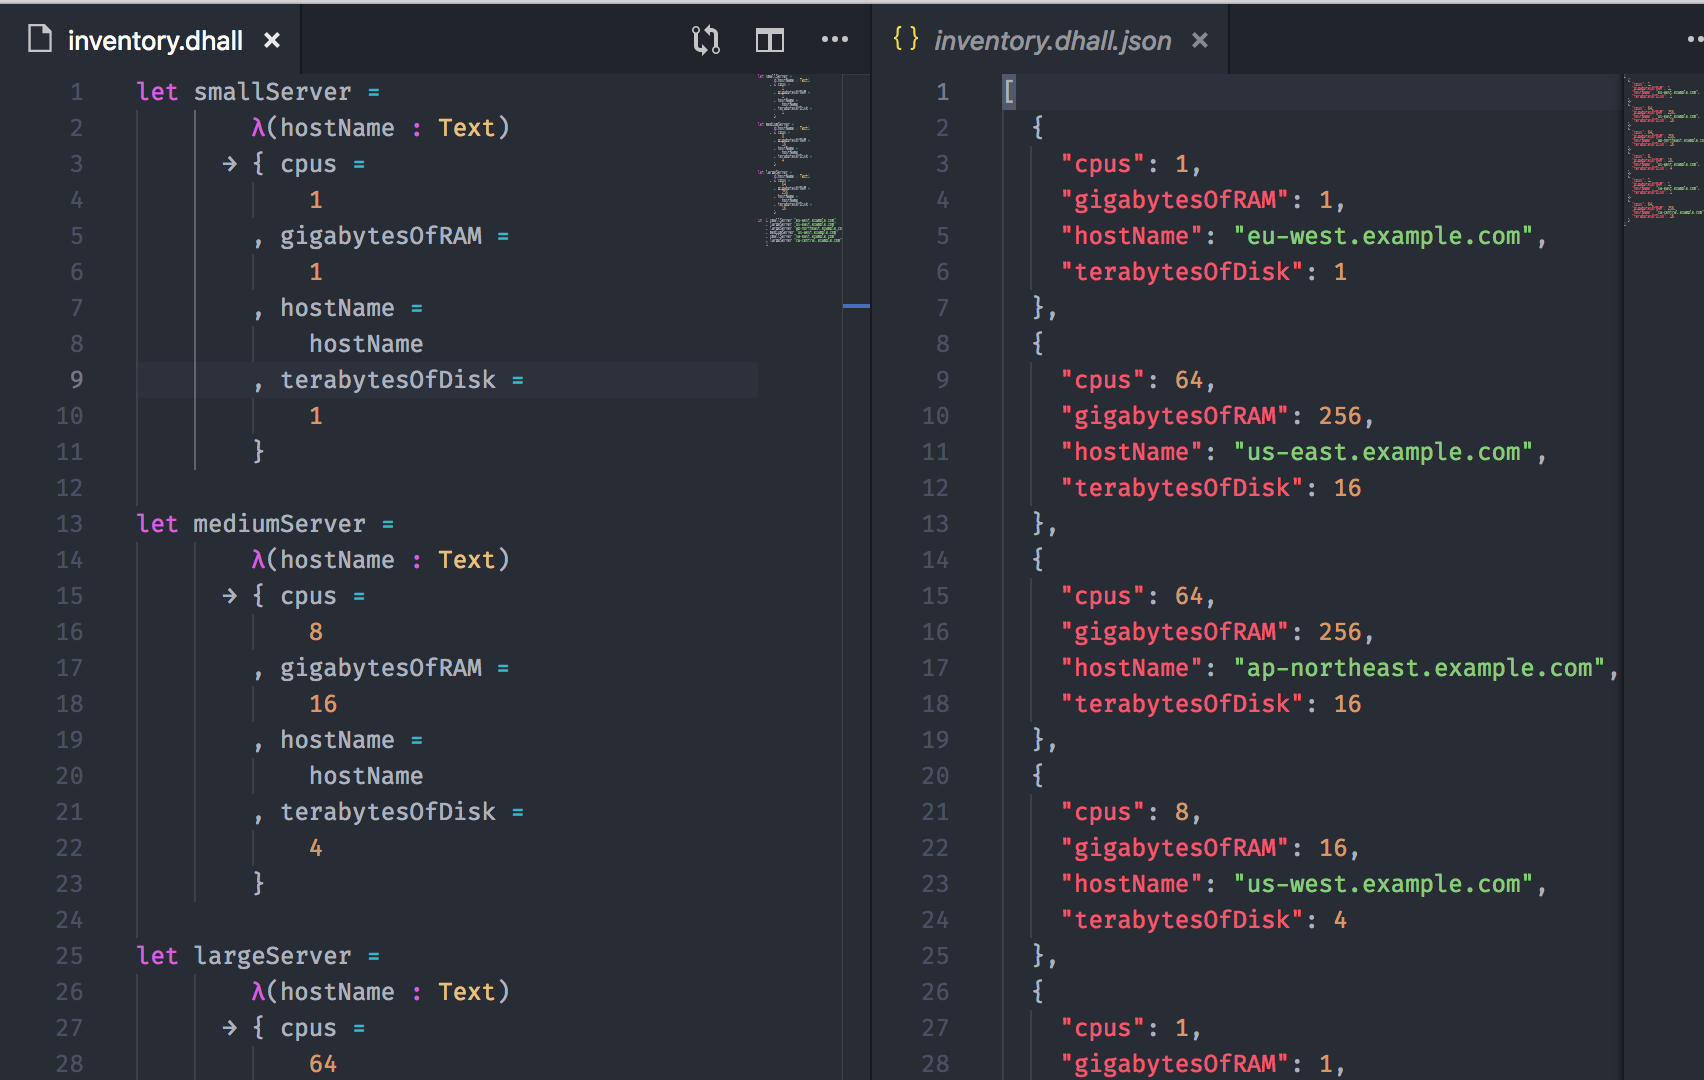 inventory.dhall ×
1 let smallServer =
2 λ(hostName : Text)
3 → { cpus =
4 1
5 , gigabytesOfRAM =
6 1
7 , hostName =
8 hostName
9 , terabytesOfDisk =
10 1
11 }
12
13 let mediumServer =
14 λ(hostName : Text)
15 → { cpus =
16 8
17 , gigabytesOfRAM =
18 16
19 , hostName =
20 hostName
21 , terabytesOfDisk =
22 4
23 }
24
25 let largeServer =
26 λ(hostName : Text)
27 → { cpus =
28 64
{ } inventory.dhall.json ×
1 [
2 {
3 "cpus": 1,
4 "gigabytesOfRAM": 1,
5 "hostName": "eu-west.example.com",
6 "terabytesOfDisk": 1
7 },
8 {
9 "cpus": 64,
10 "gigabytesOfRAM": 256,
11 "hostName": "us-east.example.com",
12 "terabytesOfDisk": 16
13 },
14 {
15 "cpus": 64,
16 "gigabytesOfRAM": 256,
17 "hostName": "ap-northeast.example.com",
18 "terabytesOfDisk": 16
19 },
20 {
21 "cpus": 8,
22 "gigabytesOfRAM": 16,
23 "hostName": "us-west.example.com",
24 "terabytesOfDisk": 4
25 },
26 {
27 "cpus": 1,
28 "gigabytesOfRAM": 1,